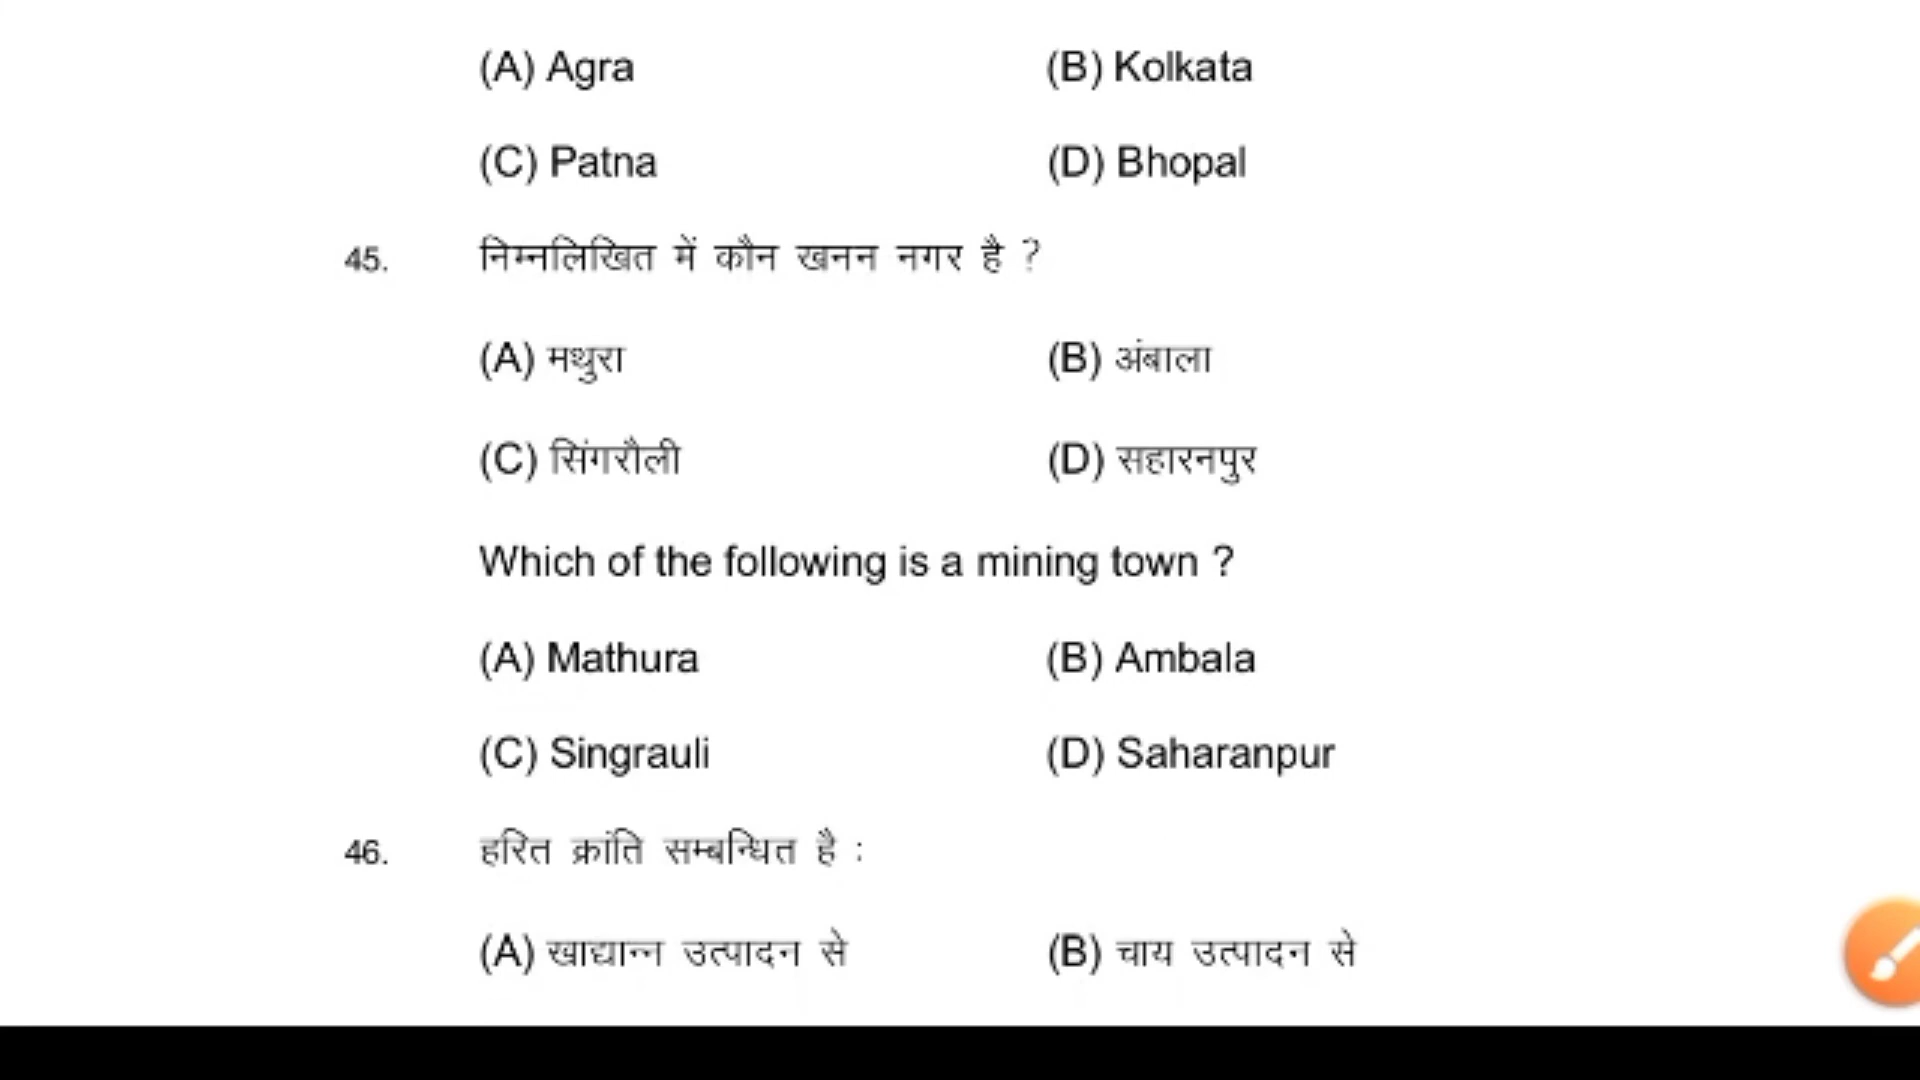 (A) Agra (B) Kolkata
(C) Patna (D) Bhopal
45. निम्नलिखित में कौन खनन नगर है ?
(A) मथुरा (B) अंबाला
(C) सिंगरौली (D) सहारनपुर
Which of the following is a mining town ?
(A) Mathura (B) Ambala
(C) Singrauli (D) Saharanpur
46. हरित क्रांति सम्बन्धित है :
(A) खाद्यान्न उत्पादन से (B) चाय उत्पादन से